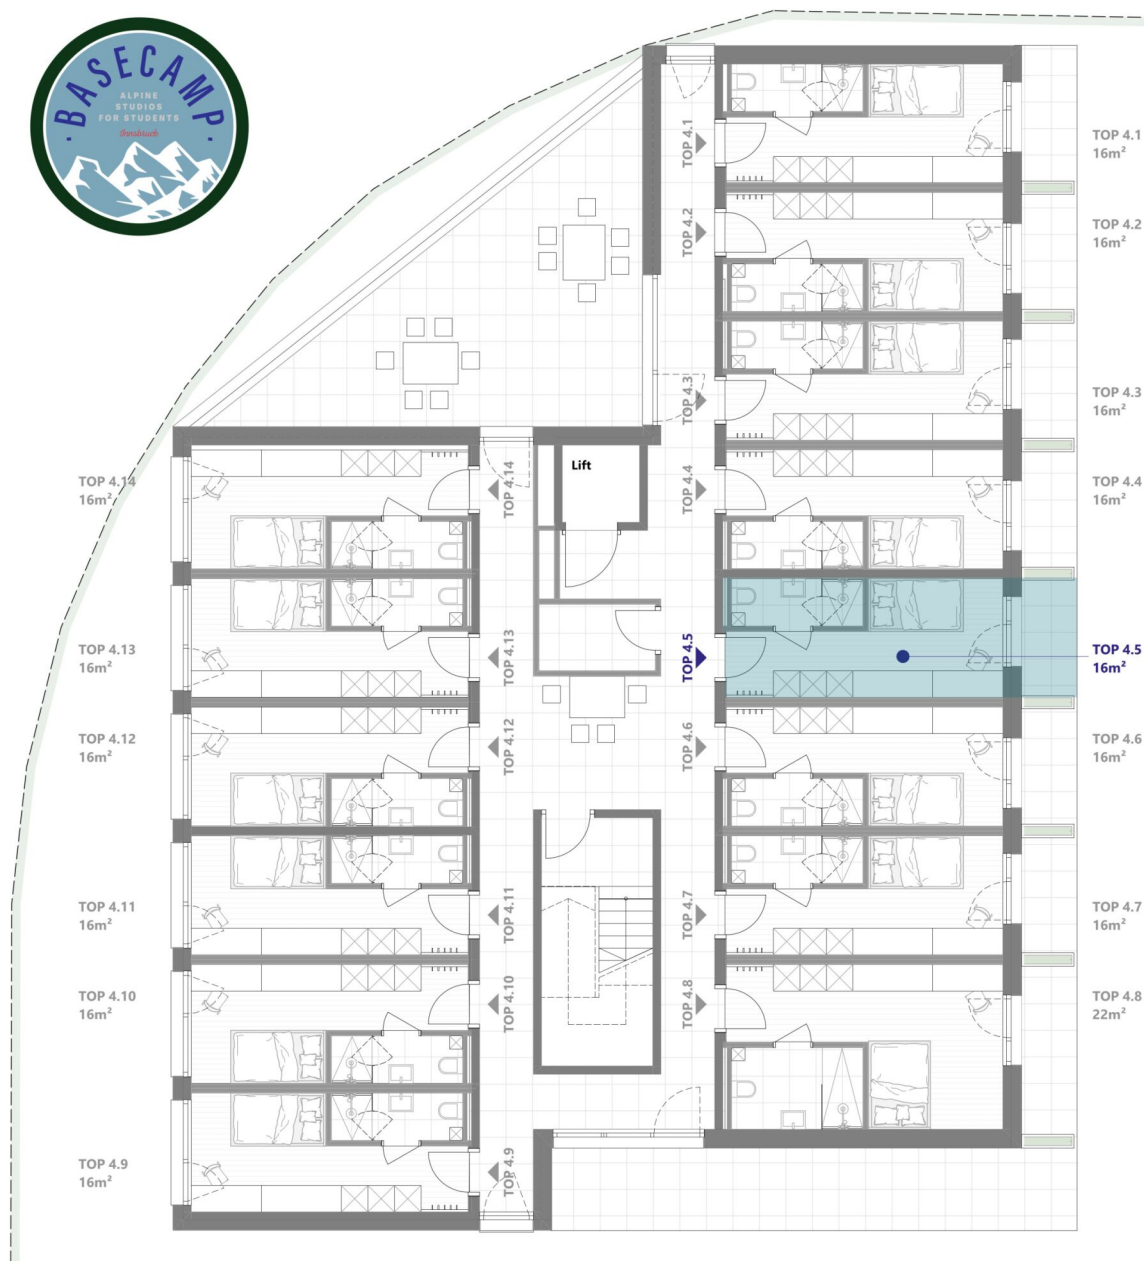 BASECAMP
ALPINE
STUDIOS
FOR STUDENTS
Innsbruck
TOP 4.1
TOP 4.1
16m²
TOP 4.2
TOP 4.2
16m²
TOP 4.3
TOP 4.3
16m²
Lift
TOP 4.14
16m²
TOP 4.14
TOP 4.4
TOP 4.4
16m²
TOP 4.13
16m²
TOP 4.13
TOP 4.5
TOP 4.5
16m²
TOP 4.12
16m²
TOP 4.12
TOP 4.6
TOP 4.6
16m²
TOP 4.11
16m²
TOP 4.11
TOP 4.7
TOP 4.7
16m²
TOP 4.10
16m²
TOP 4.10
TOP 4.8
TOP 4.8
22m²
TOP 4.9
16m²
TOP 4.9